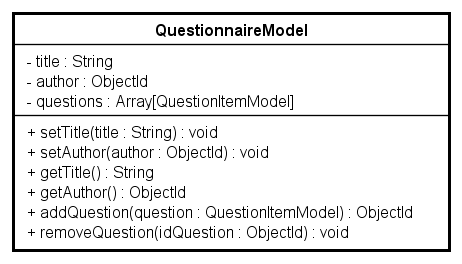 QuestionnaireModel
- title : String
- author : ObjectId
- questions : Array[QuestionItemModel]
+ setTitle(title : String) : void
+ setAuthor(author : ObjectId) : void
+ getTitle() : String
+ getAuthor() : ObjectId
+ addQuestion(question : QuestionItemModel) : ObjectId
+ removeQuestion(idQuestion : ObjectId) : void